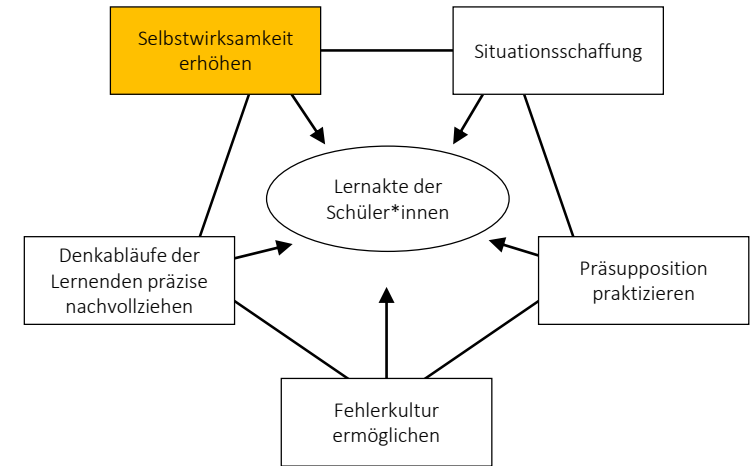 Selbstwirksamkeit
erhöhen
Situationsschaffung
Lernakte der
Schüler*innen
Denkabläufe der
Lernenden präzise
nachvollziehen
Präsupposition
praktizieren
Fehlerkultur
ermöglichen